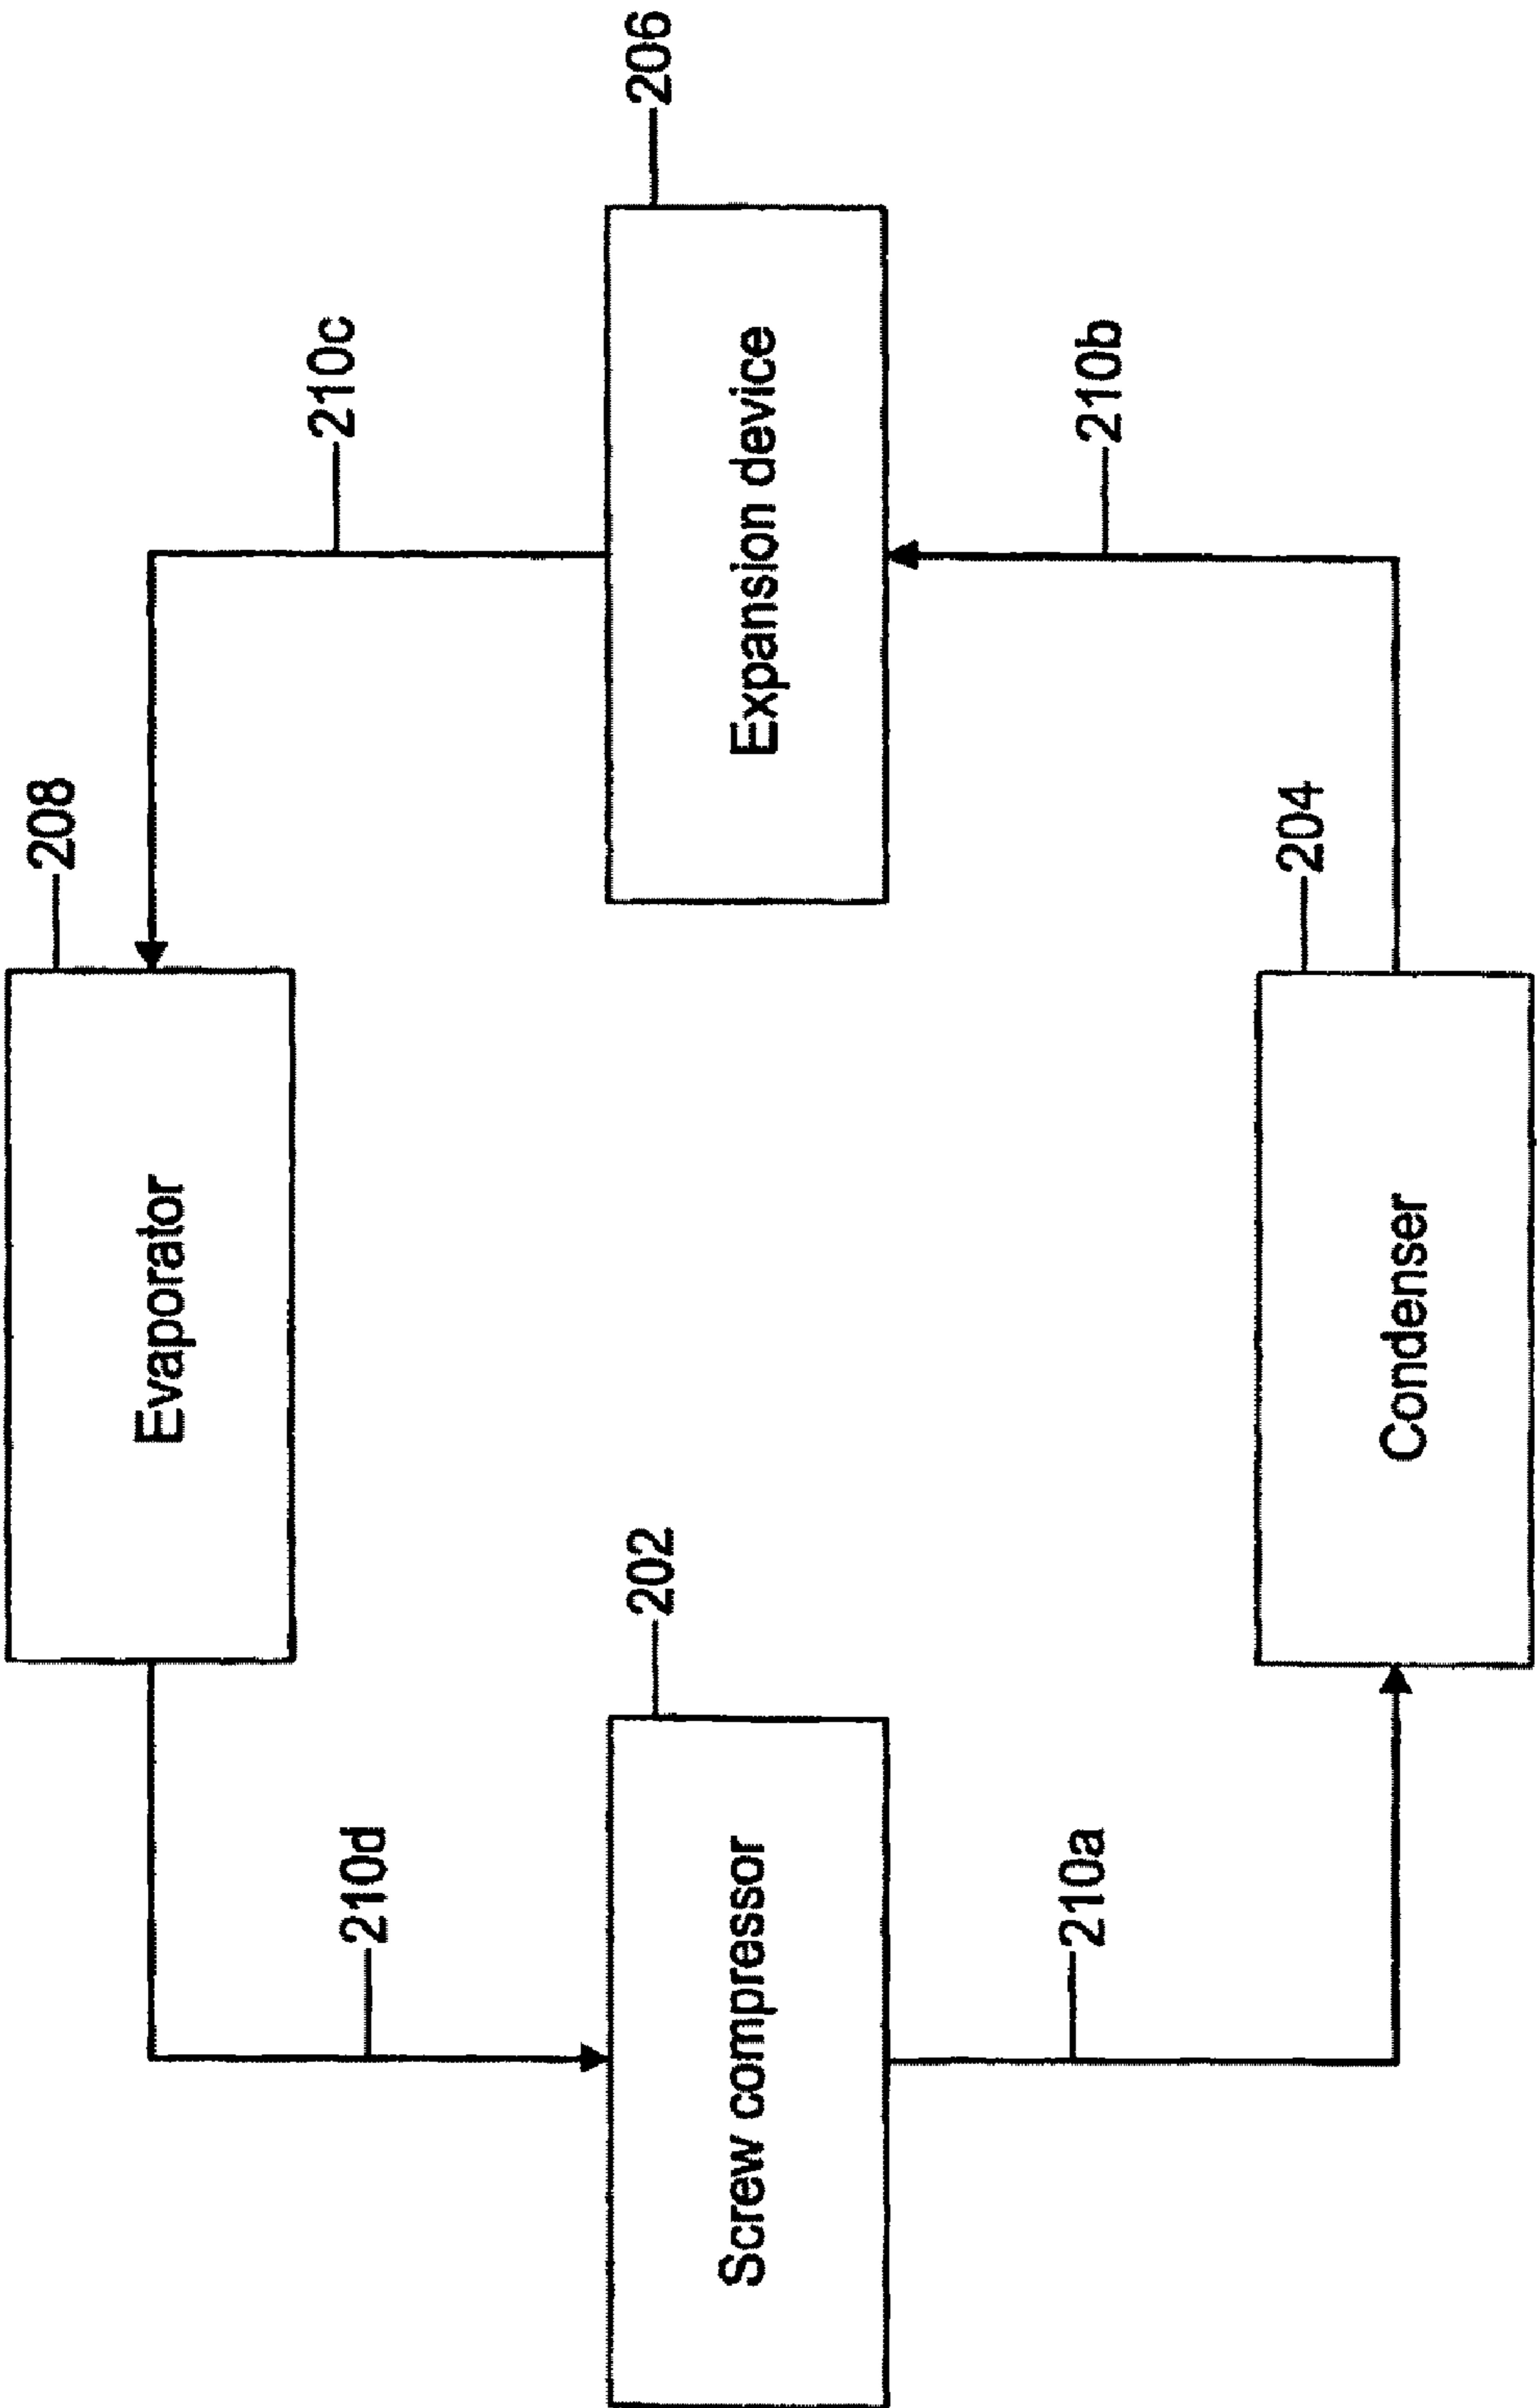 208
Evaporator
210c
210d
202
206
Screw compressor
Expansion device
210a
210b
204
Condenser